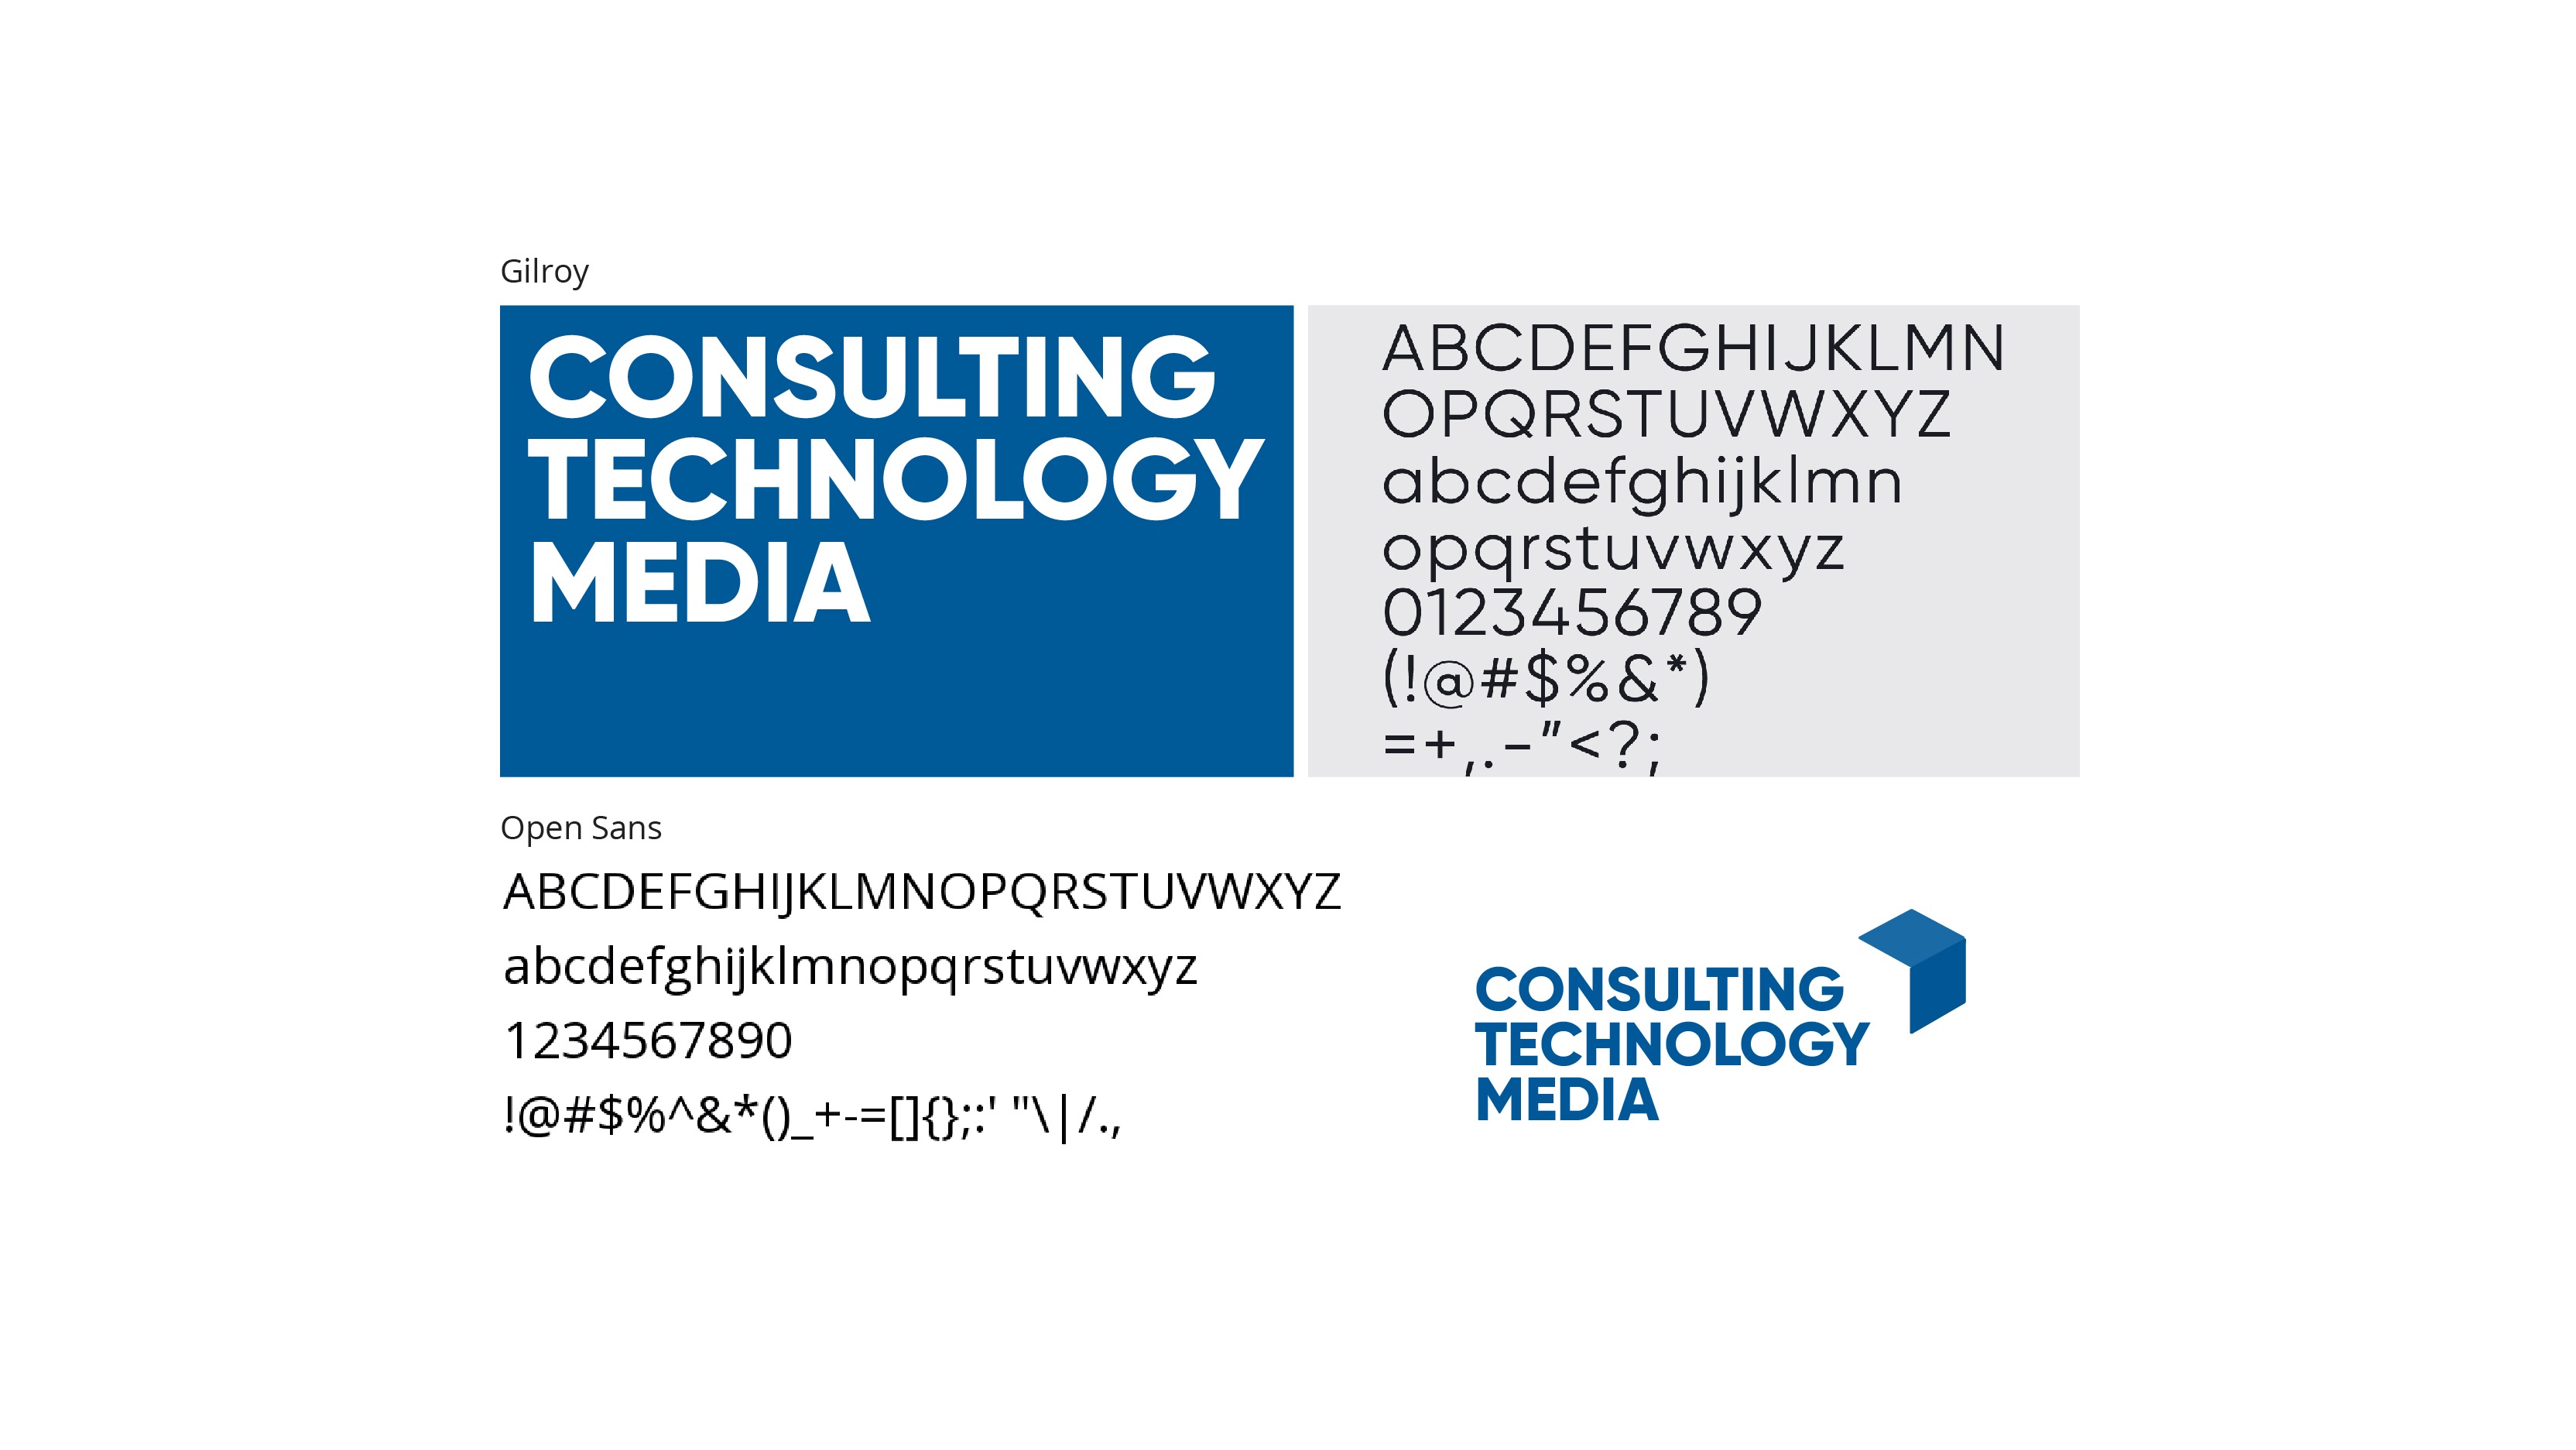 Gilroy
CONSULTING
TECHNOLOGY
MEDIA
ABCDEFGHIJKLMN
OPQRSTUVWXYZ
abcdefghijklmn
opqrstuvwxyz
0123456789
(!@#$%&*)
=+,.-"<?;
Open Sans
ABCDEFGHIJKLMNOPQRSTUVWXYZ
abcdefghijklmnopqrstuvwxyz
1234567890
!@#$%^&*()_+-=[]{};:' "\|/.,
CONSULTING
TECHNOLOGY
MEDIA